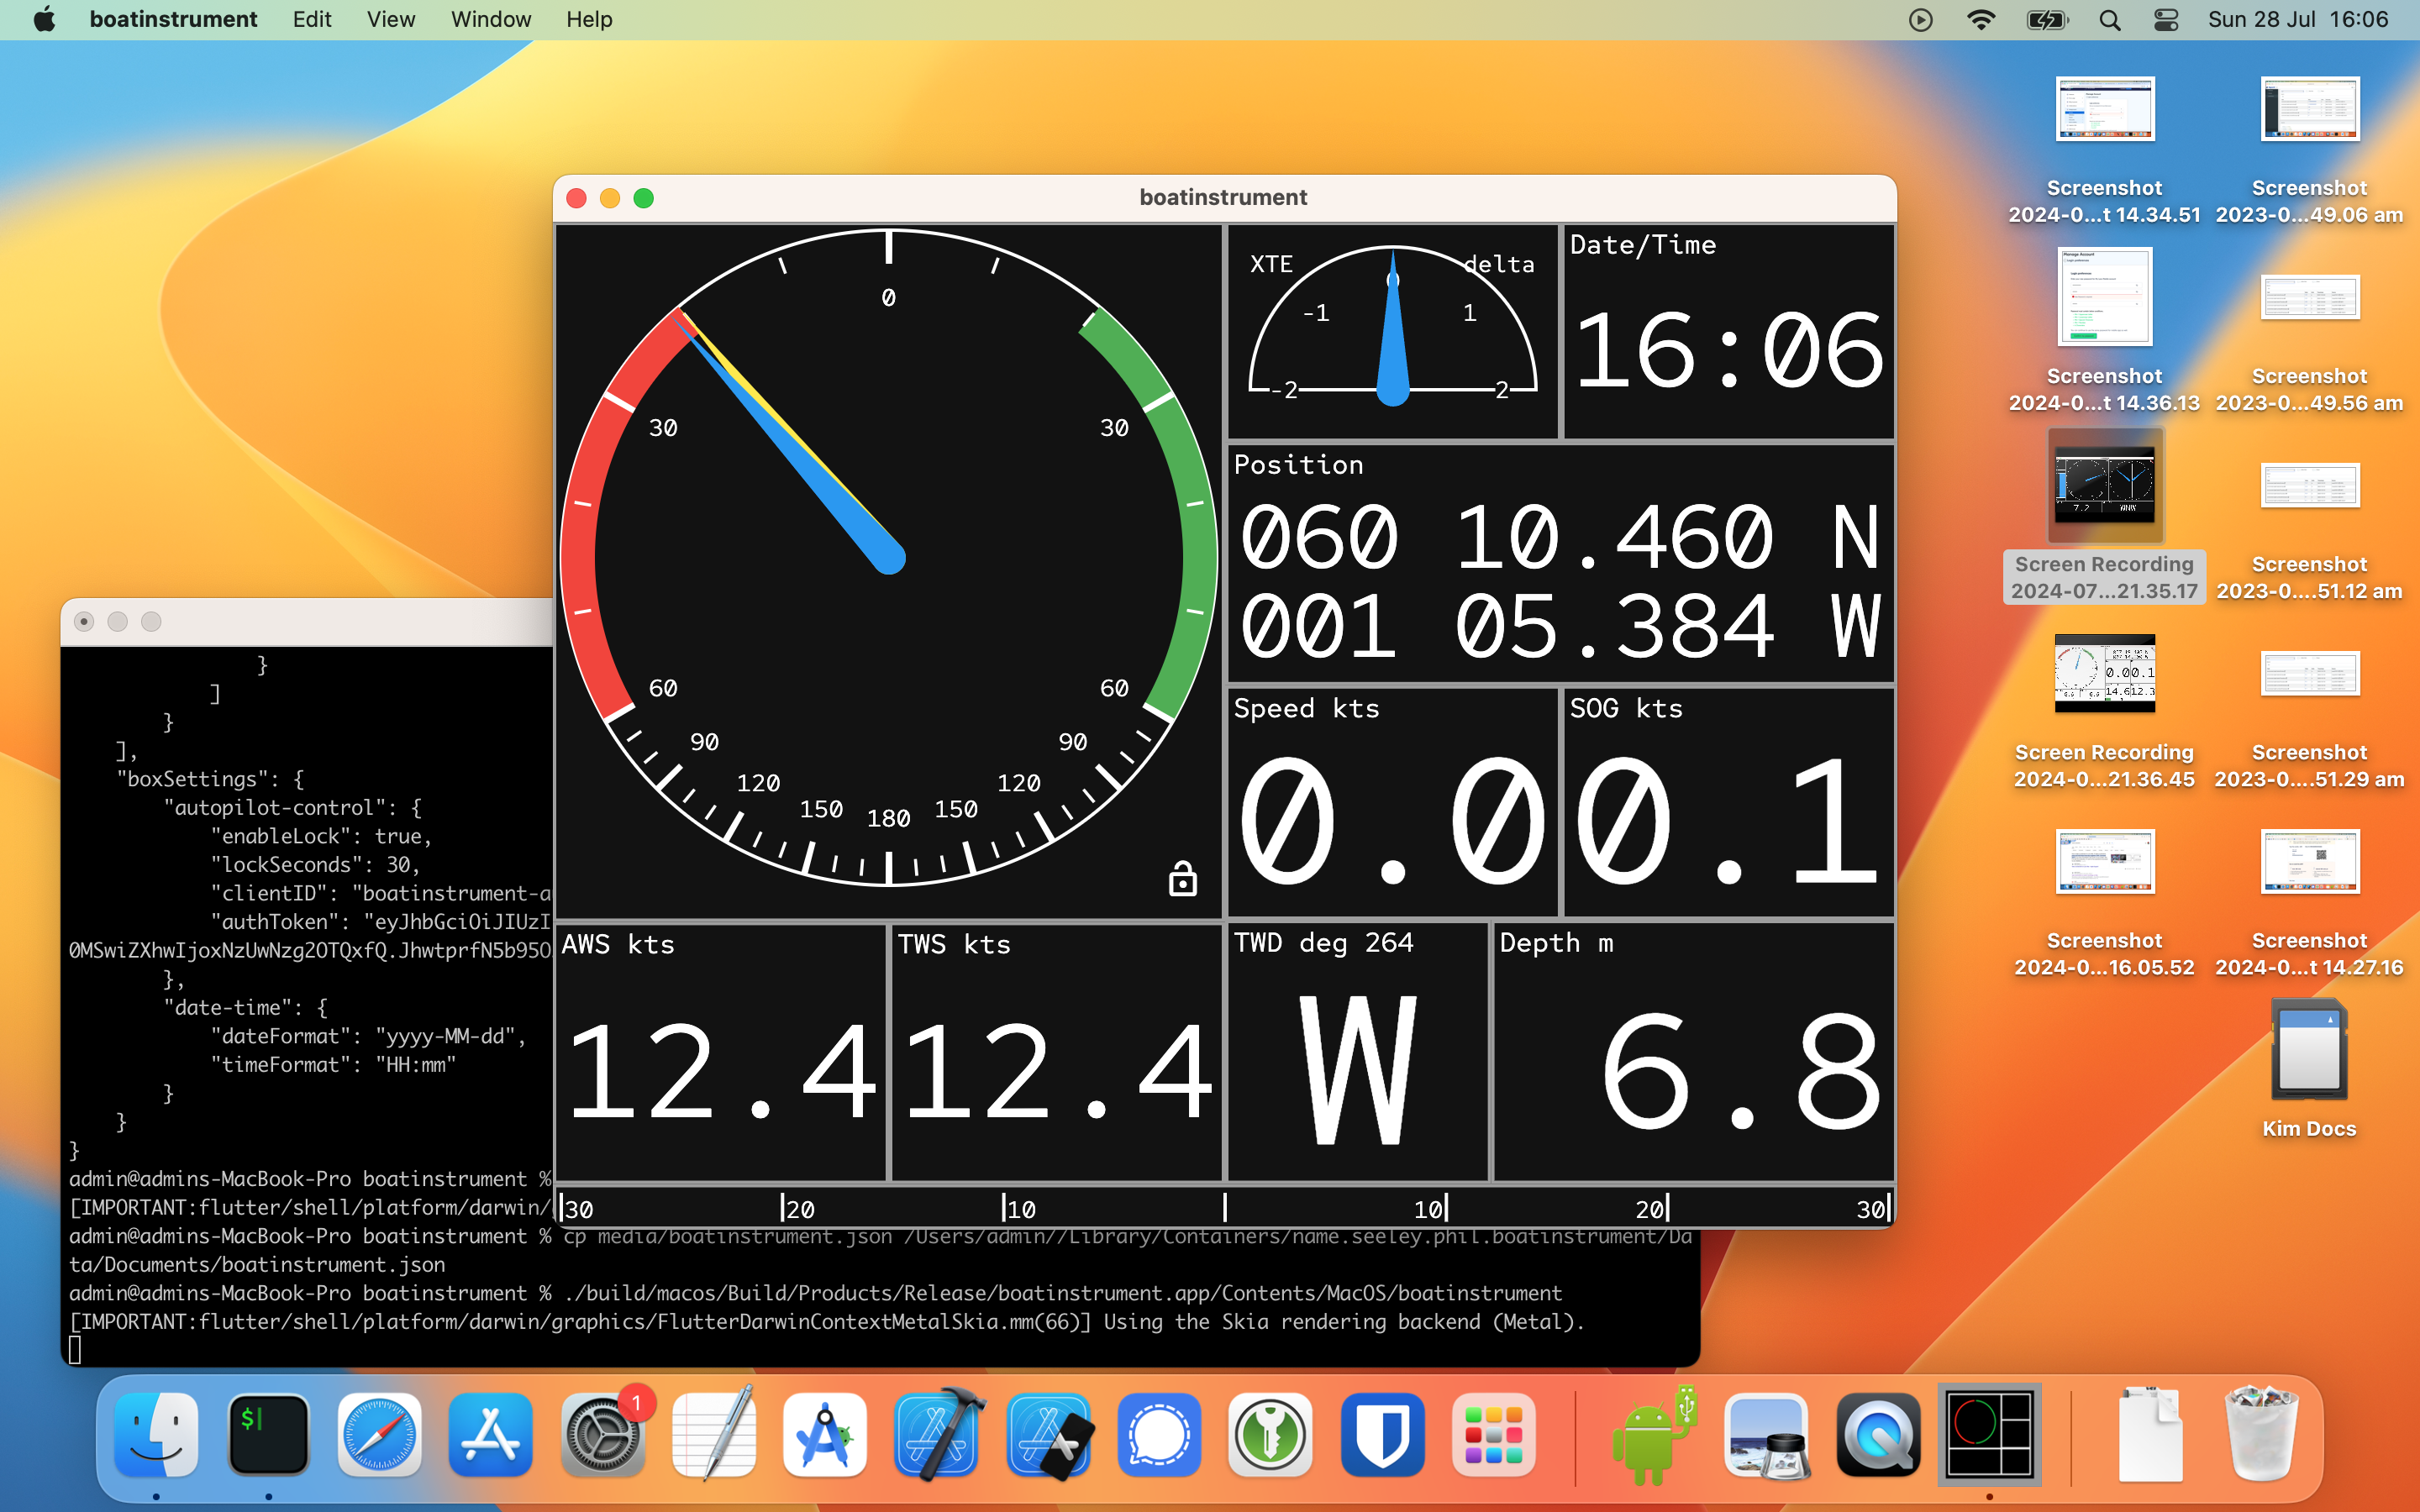 boatinstrument Edit View Window Help Sun 28 Jul 16:06
boatinstrument
0
30 30
60 60
90 90
120 120
150 180 150
XTE delta
0
-1 1
-2 2
Date/Time
16:06
Position
060 10.460 N
001 05.384 W
Speed kts
0.0
SOG kts
0.1
AWS kts
12.4
TWS kts
12.4
TWD deg 264
W
Depth m
6.8
30 20 10 10 20 30
}
]
}
],
"boxSettings": {
"autopilot-control": {
"enableLock": true,
"lockSeconds": 30,
"clientID": "boatinstrument-a
"authToken": "eyJhbGciOiJIUzI
0MSwiZXhwIjoxNzUwNzg2OTQxfQ.JhwtprfN5b95O
},
"date-time": {
"dateFormat": "yyyy-MM-dd",
"timeFormat": "HH:mm"
}
}
}
admin@admins-MacBook-Pro boatinstrument %
[IMPORTANT:flutter/shell/platform/darwin/
admin@admins-MacBook-Pro boatinstrument % cp media/boatinstrument.json /Users/admin//Library/Containers/name.seeley.phil.boatinstrument/Da
ta/Documents/boatinstrument.json
admin@admins-MacBook-Pro boatinstrument % ./build/macos/Build/Products/Release/boatinstrument.app/Contents/MacOS/boatinstrument
[IMPORTANT:flutter/shell/platform/darwin/graphics/FlutterDarwinContextMetalSkia.mm(66)] Using the Skia rendering backend (Metal).
Screenshot
2024-0...t 14.34.51
Screenshot
2023-0...49.06 am
Screenshot
2024-0...t 14.36.13
Screenshot
2023-0...49.56 am
Screen Recording
2024-07...21.35.17
Screenshot
2023-0....51.12 am
Screen Recording
2024-0...21.36.45
Screenshot
2023-0....51.29 am
Screenshot
2024-0...16.05.52
Screenshot
2024-0...t 14.27.16
Kim Docs
$
1